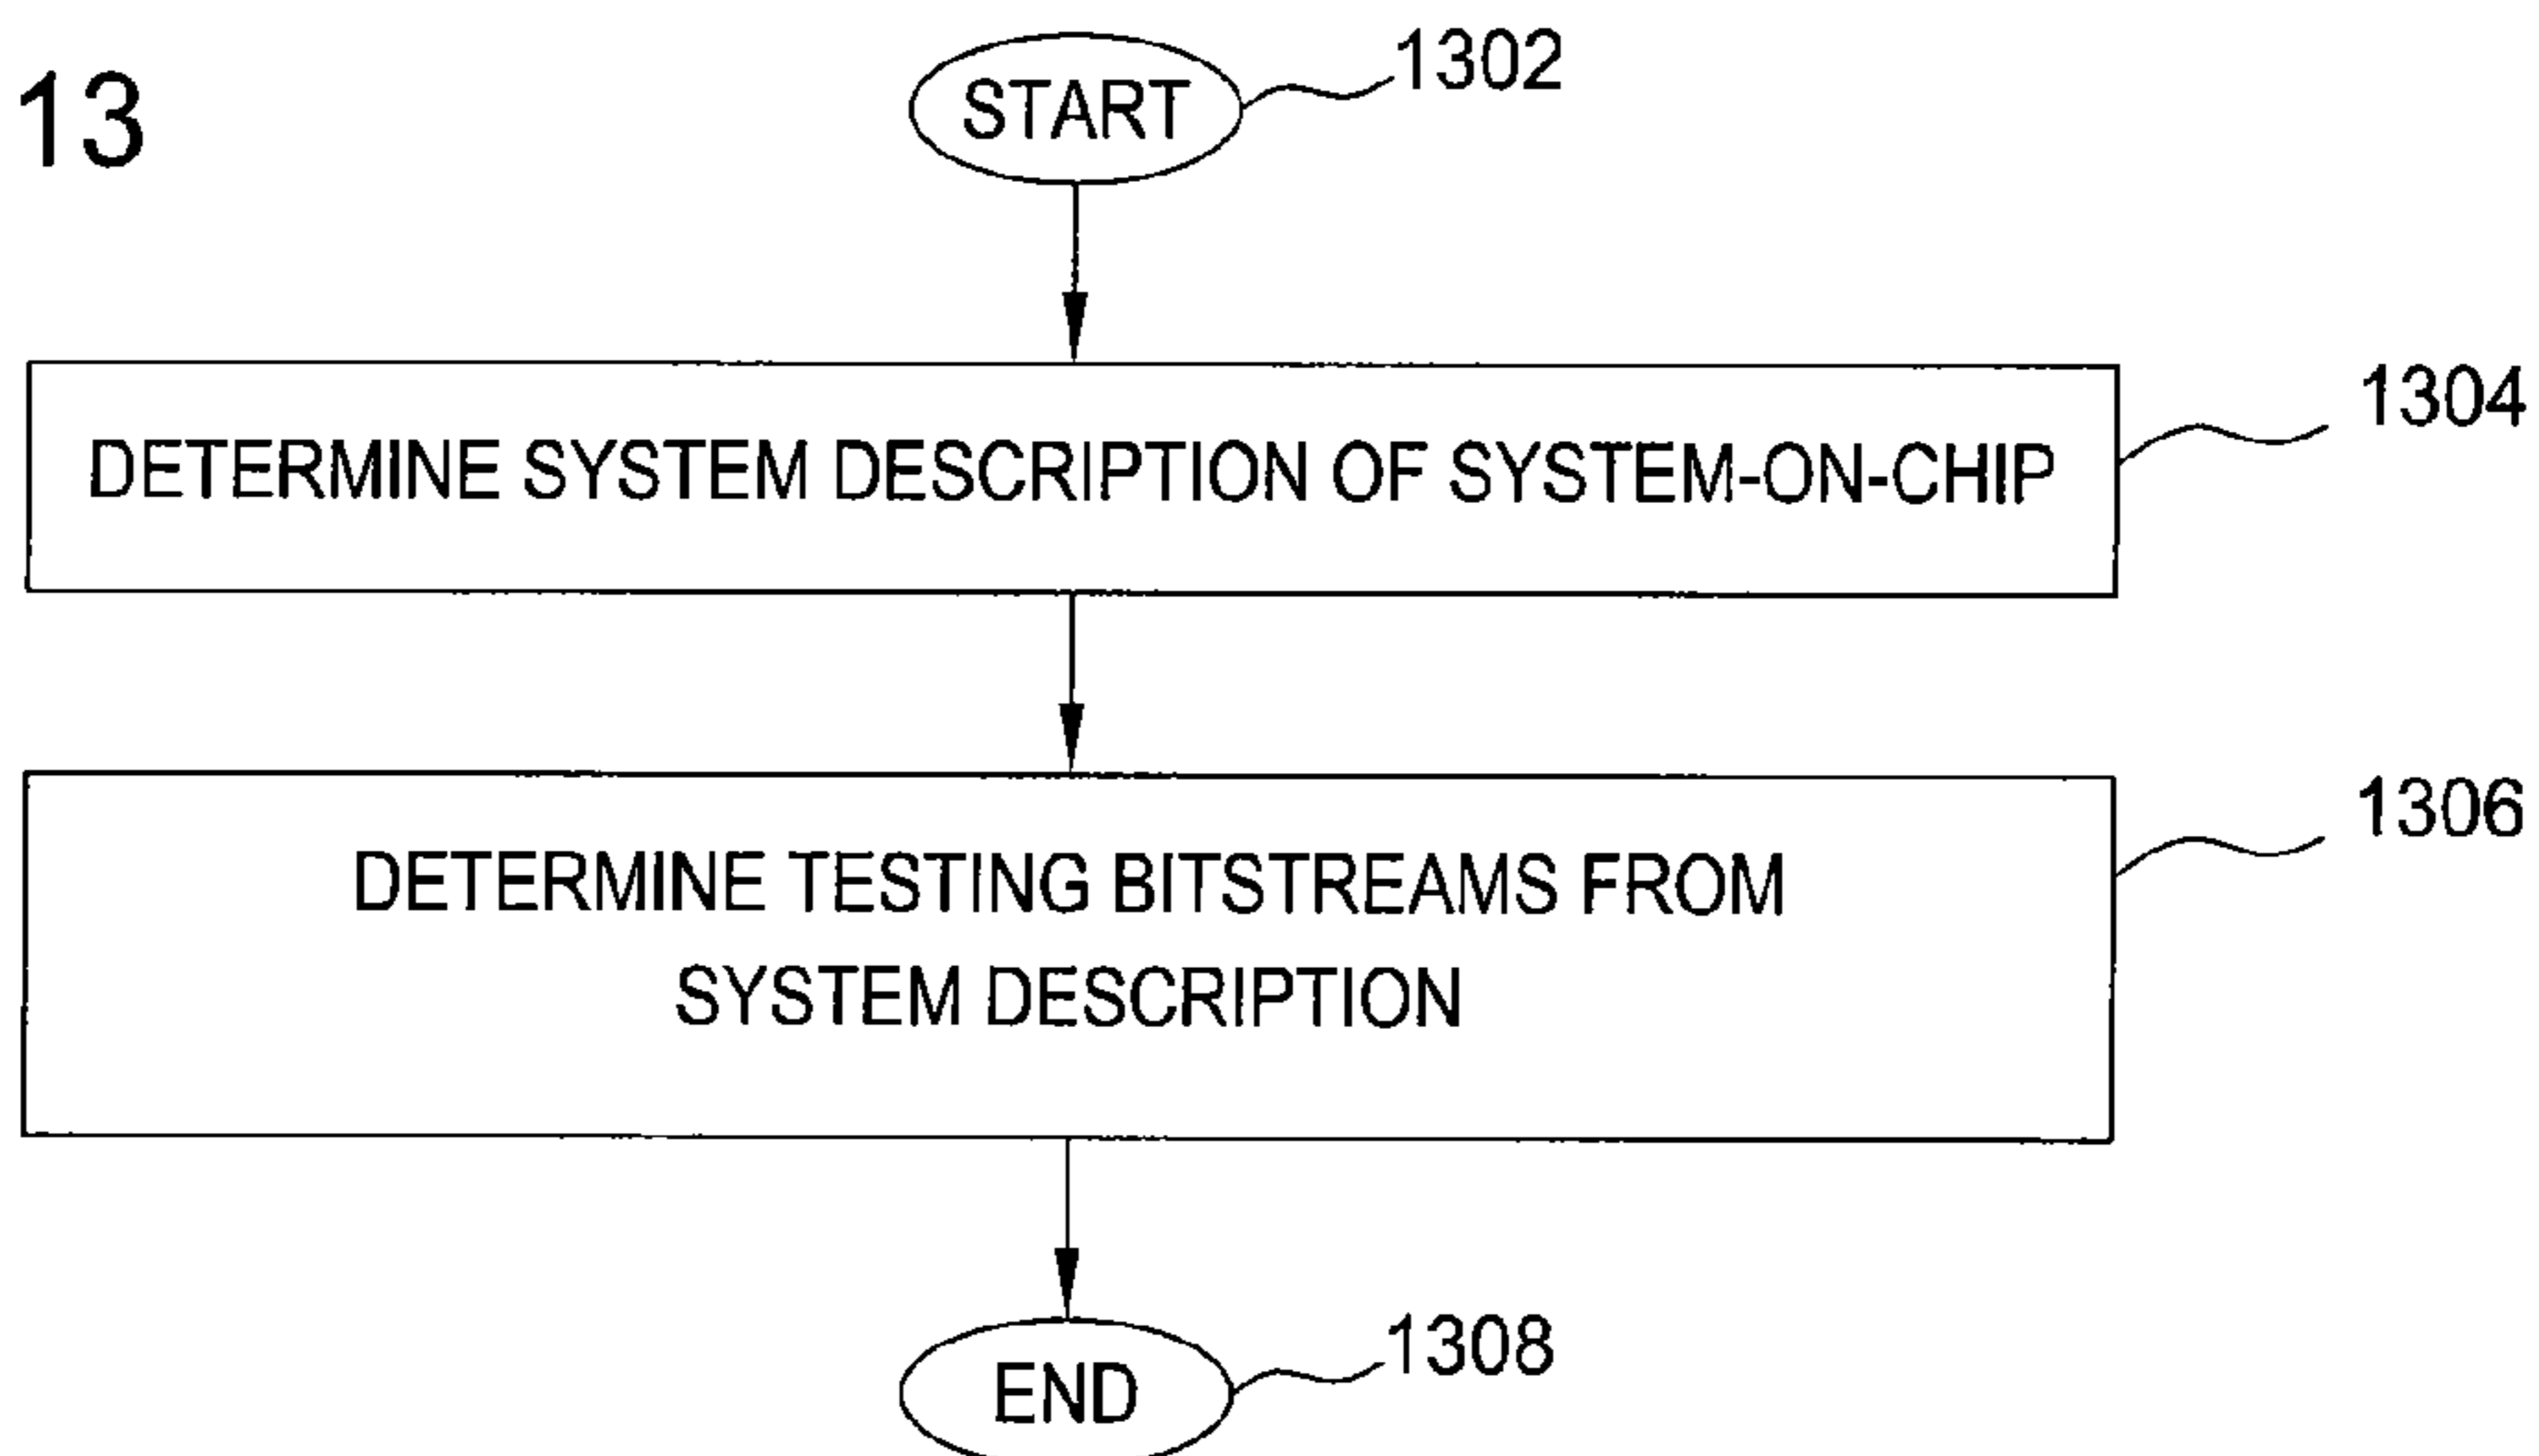 13
START
1302
DETERMINE SYSTEM DESCRIPTION OF SYSTEM-ON-CHIP
1304
DETERMINE TESTING BITSTREAMS FROM
SYSTEM DESCRIPTION
1306
END
1308